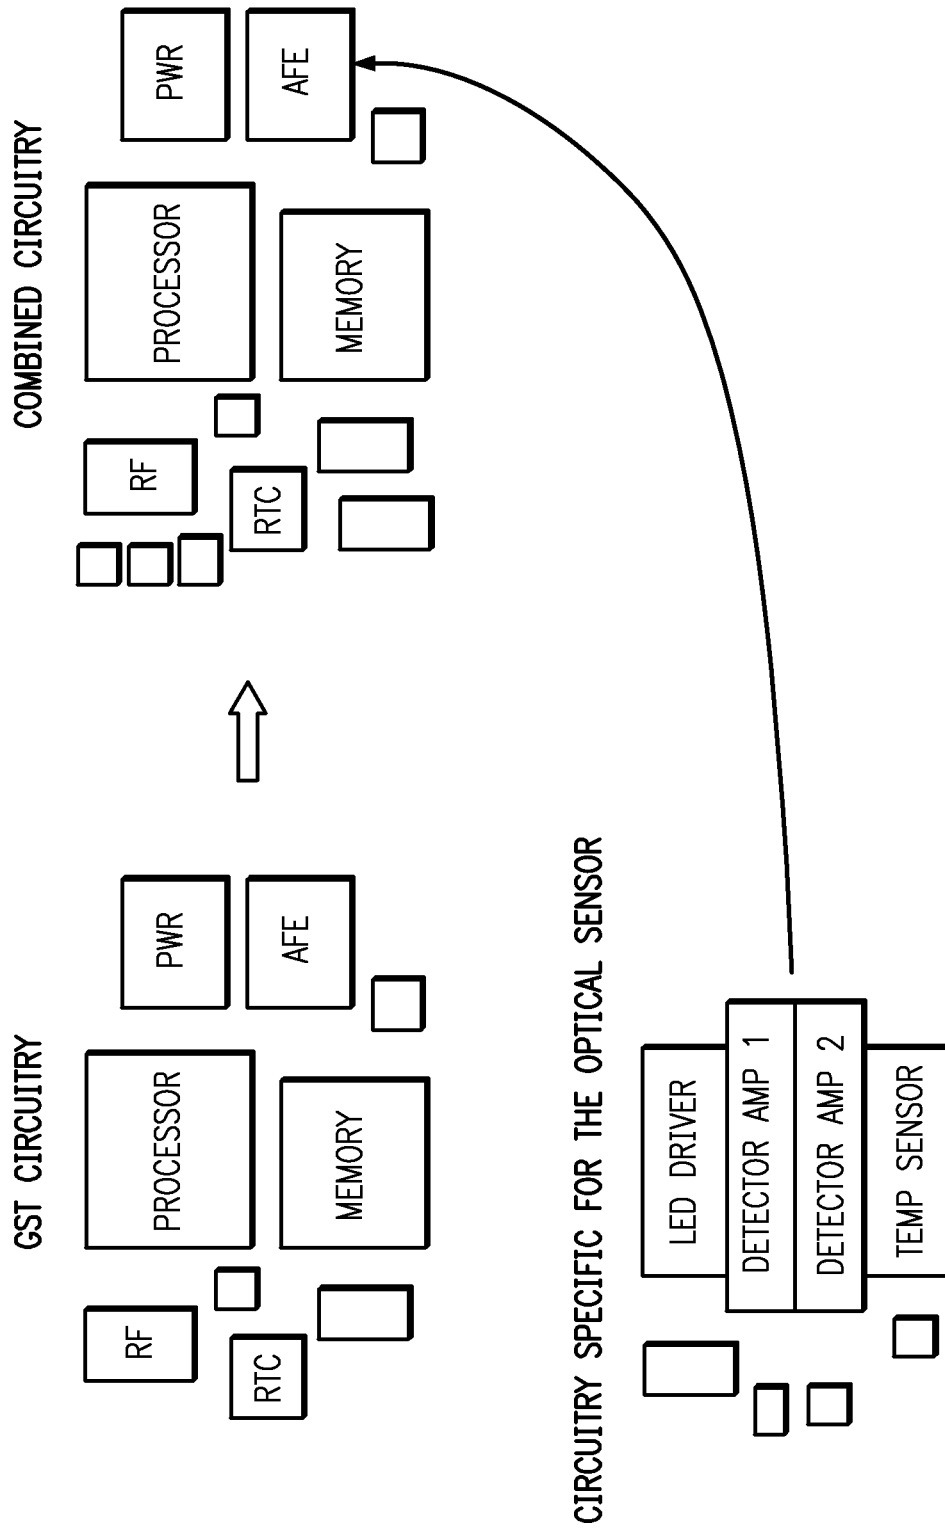 GST CIRCUITRY
RF
PROCESSOR
PWR
RTC
MEMORY
AFE
COMBINED CIRCUITRY
RF
PROCESSOR
PWR
RTC
MEMORY
AFE
CIRCUITRY SPECIFIC FOR THE OPTICAL SENSOR
LED DRIVER
DETECTOR AMP 1
DETECTOR AMP 2
TEMP SENSOR